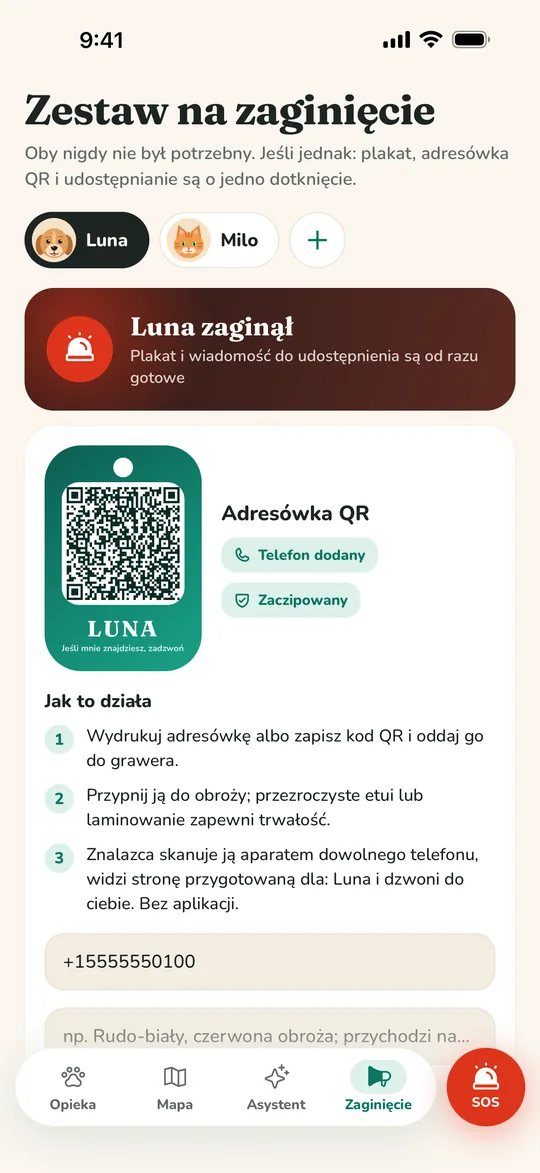 9:41
Zestaw na zaginięcie
Oby nigdy nie był potrzebny. Jeśli jednak: plakat, adresówka
QR i udostępnianie są o jedno dotknięcie.
Luna
Milo
Luna zaginął
Plakat i wiadomość do udostępnienia są od razu
gotowe
LUNA
Jeśli mnie znajdziesz, zadzwoń
Adresówka QR
Telefon dodany
Zaczipowany
Jak to działa
1 Wydrukuj adresówkę albo zapisz kod QR i oddaj go
do grawera.
2 Przypnij ją do obroży; przezroczyste etui lub
laminowanie zapewni trwałość.
3 Znalazca skanuje ją aparatem dowolnego telefonu,
widzi stronę przygotowaną dla: Luna i dzwoni do
ciebie. Bez aplikacji.
+15555550100
np. Rudo-biały, czerwona obroża; przychodzi na...
Opieka
Mapa
Asystent
Zaginięcie
SOS